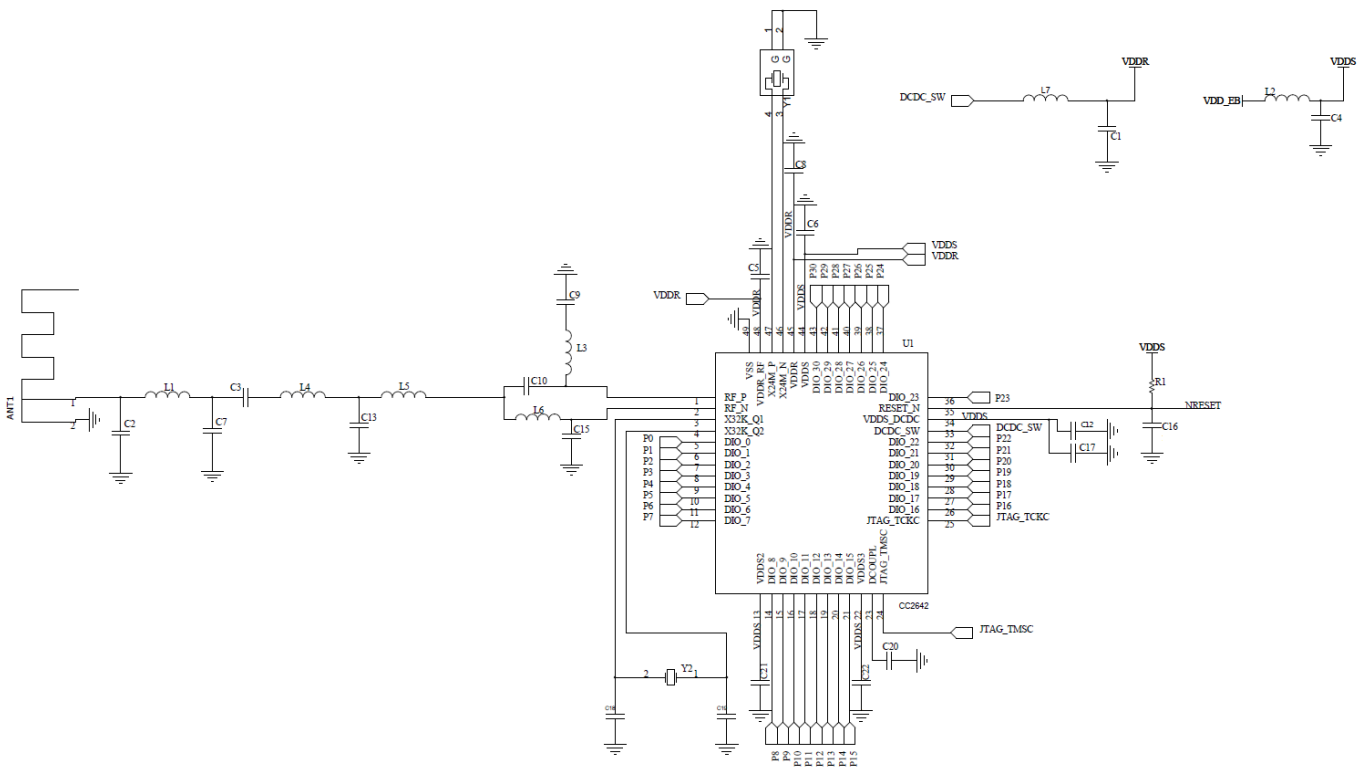 1 2
G G
Y1
4 3
DCDC_SW
L7
VDDR
C1
VDD_EB
L2
VDDS
C4
C8
VDDR
C6
C5
VDDR
VDDS
VDDS
VDDR
VDDR
P30 P29 P28 P27 P26 P25 P24
49 48 47 46 45 44 43 42 41 40 39 38 37
U1
VSS VDDR_RF X24M_P X24M_N VDDR VDDS DIO_30 DIO_29 DIO_28 DIO_27 DIO_26 DIO_25 DIO_24
C9
L3
ANT1
1
2
L1
C2
C3
C7
L4
C13
L5
C10
L6
C15
1 RF_P
2 RF_N
3 X32K_Q1
4 X32K_Q2
P0 5 DIO_0
P1 6 DIO_1
P2 7 DIO_2
P3 8 DIO_3
P4 9 DIO_4
P5 10 DIO_5
P6 11 DIO_6
P7 12 DIO_7
VDDS
R1
NRESET
C16
DIO_23 36 P23
RESET_N 35
VDDS_DCDC 34 VDDS
C12
C17
DCDC_SW 33 DCDC_SW
DIO_22 32 P22
DIO_21 31 P21
DIO_20 30 P20
DIO_19 29 P19
DIO_18 28 P18
DIO_17 27 P17
DIO_16 26 P16
JTAG_TCKC 25 JTAG_TCKC
VDDS2 DIO_8 DIO_9 DIO_10 DIO_11 DIO_12 DIO_13 DIO_14 DIO_15 VDDS3 DCOUPL JTAG_TMSC
CC2642
13 14 15 16 17 18 19 20 21 22 23 24
VDDS
VDDS
JTAG_TMSC
C20
C21
C22
2 Y2 1
P8 P9 P10 P11 P12 P13 P14 P15